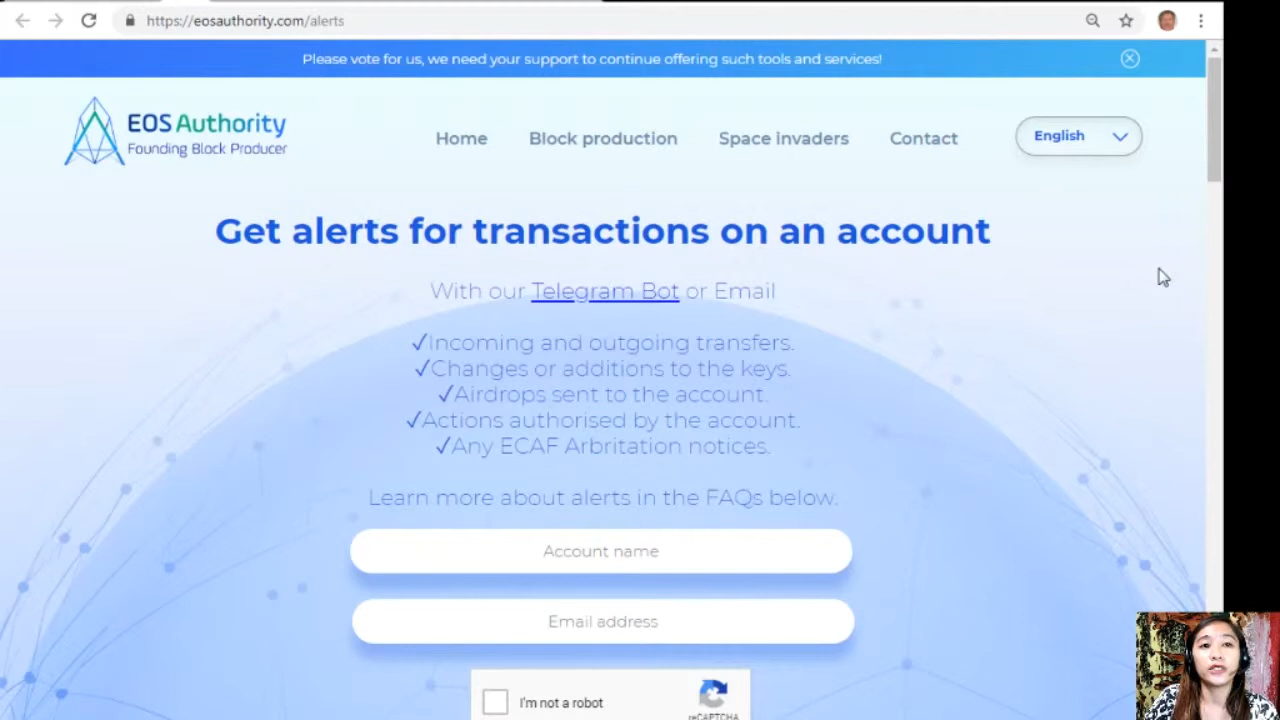 https://eosauthority.com/alerts
Please vote for us, we need your support to continue offering such tools and services!
EOS Authority
Founding Block Producer
Home Block production Space invaders Contact English
Get alerts for transactions on an account
With our Telegram Bot or Email
✓Incoming and outgoing transfers.
✓Changes or additions to the keys.
✓Airdrops sent to the account.
✓Actions authorised by the account.
✓Any ECAF Arbritation notices.
Learn more about alerts in the FAQs below.
Account name
Email address
I'm not a robot
reCAPTCHA